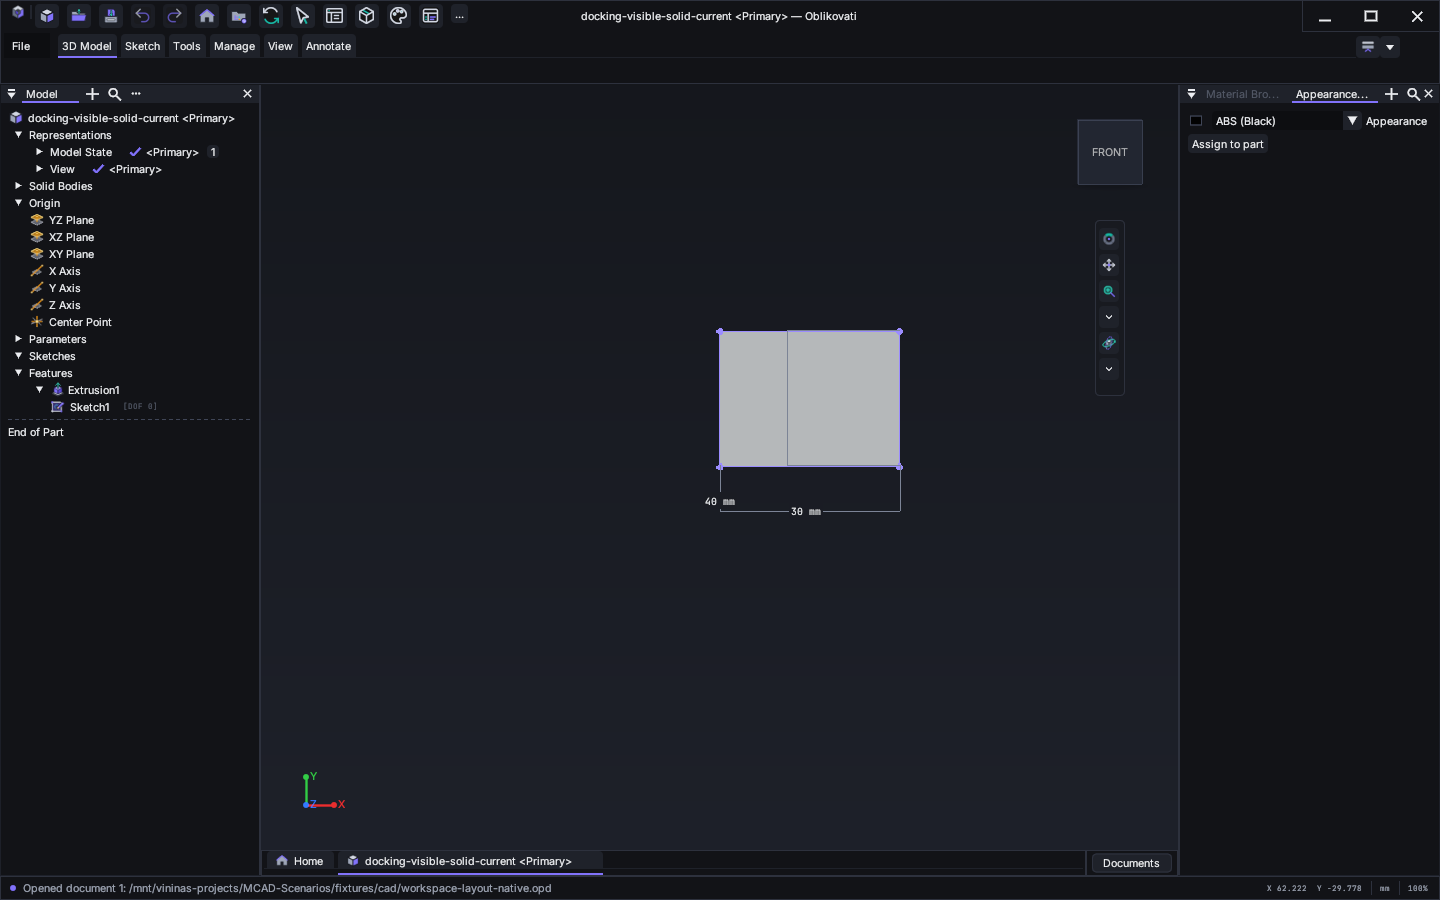 docking-visible-solid-current <Primary> — Oblikovati
File
3D Model
Sketch
Tools
Manage
View
Annotate
Model
Material Bro...
Appearance...
docking-visible-solid-current <Primary>
Representations
Model State <Primary> 1
View <Primary>
Solid Bodies
Origin
YZ Plane
XZ Plane
XY Plane
X Axis
Y Axis
Z Axis
Center Point
Parameters
Sketches
Features
Extrusion1
Sketch1 [DOF 0]
End of Part
FRONT
40 mm
30 mm
Y
Z
X
ABS (Black)
Appearance
Assign to part
Home
docking-visible-solid-current <Primary>
Documents
Opened document 1: /mnt/vininas-projects/MCAD-Scenarios/fixtures/cad/workspace-layout-native.opd
X 62.222 Y -29.778 mm 100%